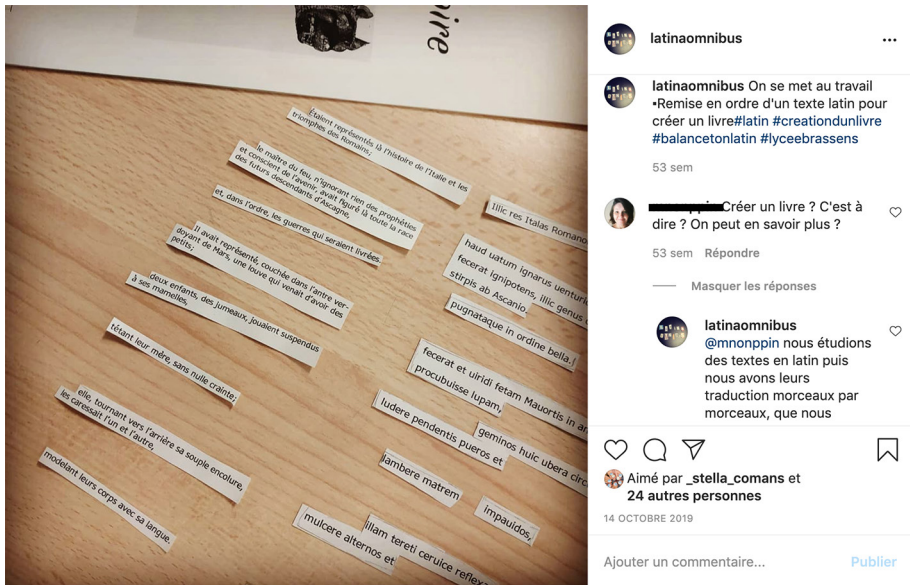 oire
Étaient représentés là l'histoire de l'Italie et les
triomphes des Romains;
le maître du feu, n'ignorant rien des prophéties
et conscient de l'avenir, avait figuré là toute la race
des futurs descendants d'Ascagne,
et, dans l'ordre, les guerres qui seraient livrées.
Il avait représenté, couchée dans l'antre ver-
doyant de Mars, une louve qui venait d'avoir des
petits;
deux enfants, des jumeaux, jouaient suspendus
à ses mamelles,
tétant leur mère, sans nulle crainte;
elle, tournant vers l'arrière sa souple encolure,
les caressait l'un et l'autre,
modelant leurs corps avec sa langue.
Illic res Italas Romano
haud uatum ignarus uentur
fecerat ignipotens, illic genus
stirpis ab Ascanio.
pugnataque in ordine bella.
fecerat et uiridi fetam Mauortis in an
procubuisse lupam,
geminos huic ubera circ
ludere pendentis pueros et
lambere matrem
impauidos,
illam tereti ceruice reflexa
mulcere alternos et
latinaomnibus
latinaomnibus On se met au travail
▪Remise en ordre d'un texte latin pour
créer un livre#latin #creationdunlivre
#balancetonlatin #lyceebrassens
53 sem
Créer un livre ? C'est à
dire ? On peut en savoir plus ?
53 sem Répondre
Masquer les réponses
latinaomnibus
@mnonppin nous étudions
des textes en latin puis
nous avons leurs
traduction morceaux par
morceaux, que nous
Aimé par _stella_comans et
24 autres personnes
14 OCTOBRE 2019
Ajouter un commentaire... Publier